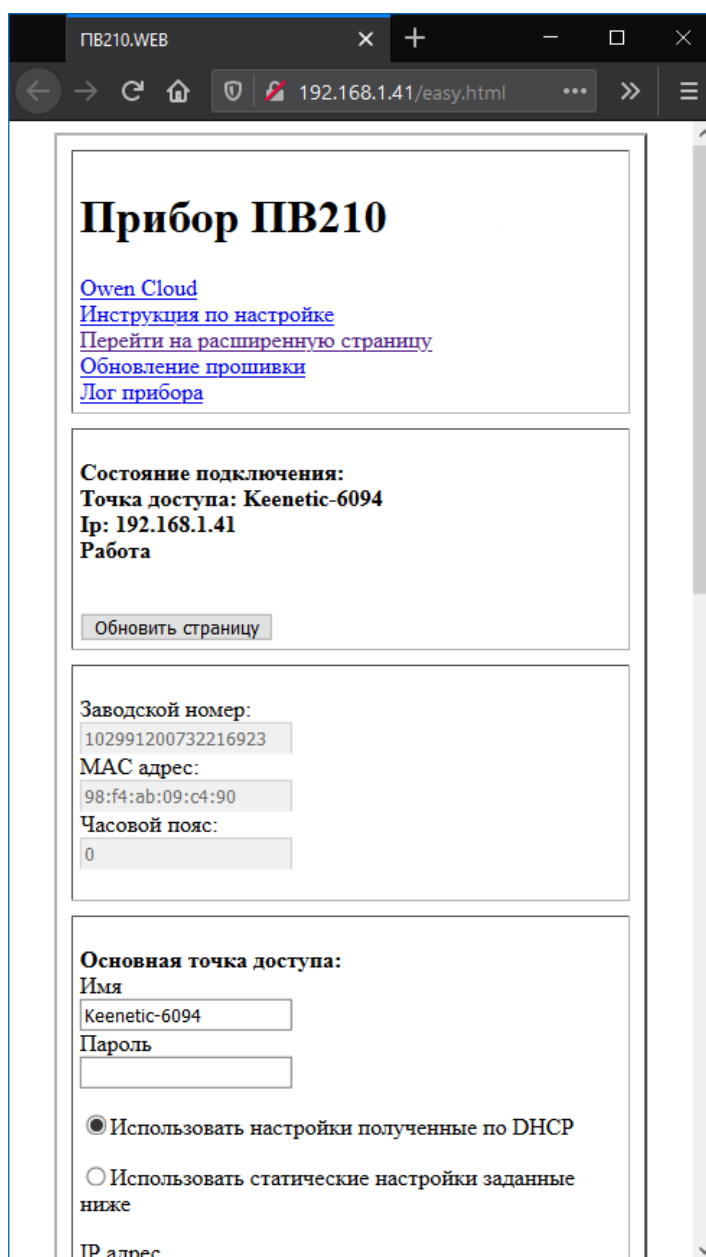 ПВ210.WEB
192.168.1.41/easy.html
Прибор ПВ210
Owen Cloud
Инструкция по настройке
Перейти на расширенную страницу
Обновление прошивки
Лог прибора
Состояние подключения:
Точка доступа: Keenetic-6094
Ip: 192.168.1.41
Работа
Обновить страницу
Заводской номер:
102991200732216923
MAC адрес:
98:f4:ab:09:c4:90
Часовой пояс:
0
Основная точка доступа:
Имя
Keenetic-6094
Пароль
Использовать настройки полученные по DHCP
Использовать статические настройки заданные
ниже
IP адрес